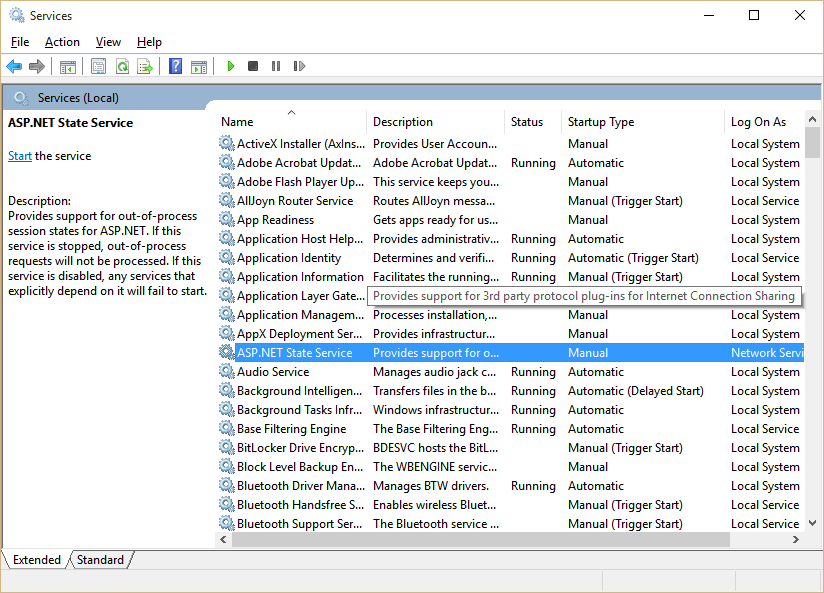 Services
File Action View Help
Services (Local)
ASP.NET State Service
Start the service
Description:
Provides support for out-of-process
session states for ASP.NET. If this
service is stopped, out-of-process
requests will not be processed. If this
service is disabled, any services that
explicitly depend on it will fail to start.
Name Description Status Startup Type Log On As
ActiveX Installer (AxIns... Provides User Accoun... Manual Local System
Adobe Acrobat Updat... Adobe Acrobat Updat... Running Automatic Local System
Adobe Flash Player Up... This service keeps you... Manual Local System
AllJoyn Router Service Routes AllJoyn messa... Manual (Trigger Start) Local Service
App Readiness Gets apps ready for us... Manual Local System
Application Host Help... Provides administrativ... Running Automatic Local System
Application Identity Determines and verifi... Running Automatic (Trigger Start) Local Service
Application Information Facilitates the running... Running Manual (Trigger Start) Local System
Application Layer Gate... Provides support for 3rd party protocol plug-ins for Internet Connection Sharing
Application Managem... Processes installation,... Manual Local System
AppX Deployment Ser... Provides infrastructur... Manual Local System
ASP.NET State Service Provides support for o... Manual Network Servi
Audio Service Manages audio jack c... Running Automatic Local System
Background Intelligen... Transfers files in the b... Running Automatic (Delayed Start) Local System
Background Tasks Infr... Windows infrastructur... Running Automatic Local System
Base Filtering Engine The Base Filtering Eng... Running Automatic Local Service
BitLocker Drive Encryp... BDESVC hosts the BitL... Manual (Trigger Start) Local System
Block Level Backup En... The WBENGINE servic... Manual Local System
Bluetooth Driver Mana... Manages BTW drivers. Running Automatic Local System
Bluetooth Handsfree S... Enables wireless Bluet... Manual (Trigger Start) Local Service
Bluetooth Support Ser... The Bluetooth service ... Manual (Trigger Start) Local Service
Extended Standard